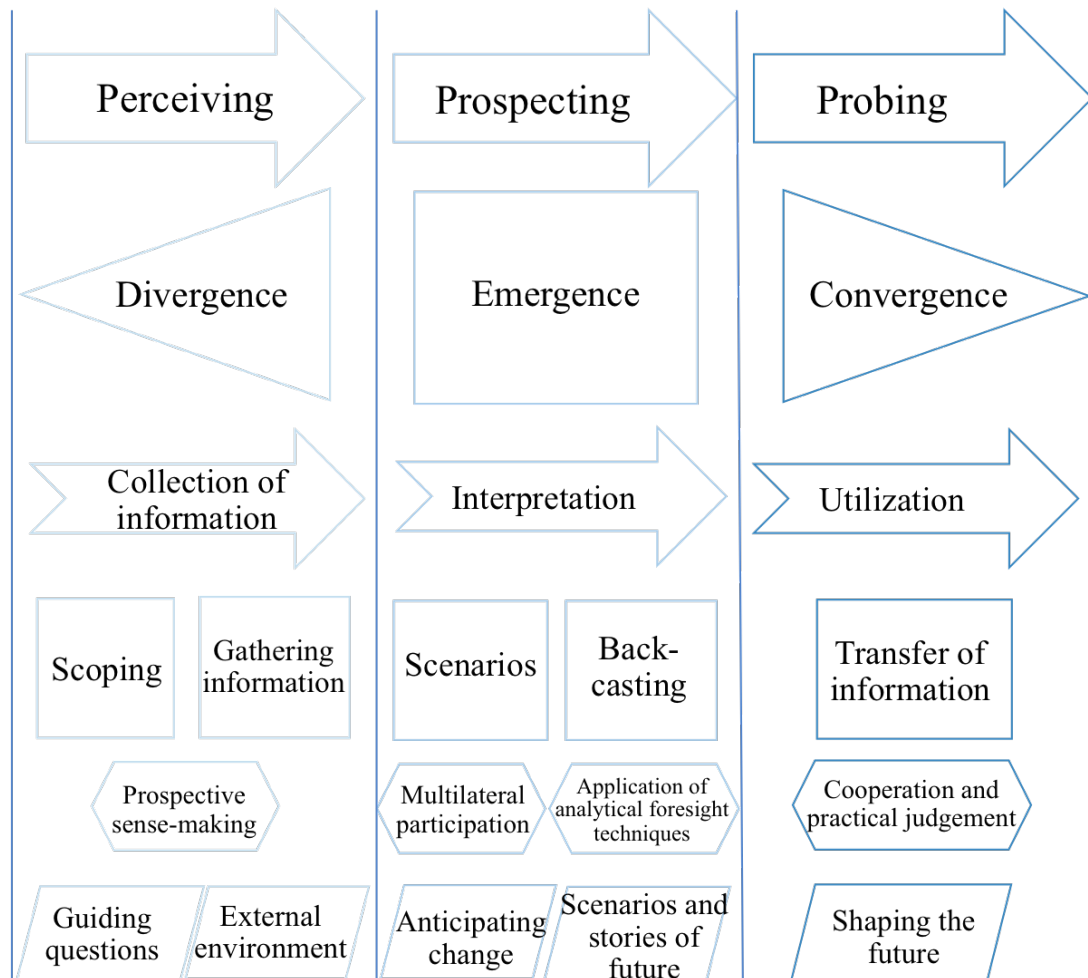 Perceiving
Prospecting
Probing
Divergence
Emergence
Convergence
Collection of
information
Interpretation
Utilization
Scoping
Gathering
information
Scenarios
Back-
casting
Transfer of
information
Prospective
sense-making
Multilateral
participation
Application of
analytical foresight
techniques
Cooperation and
practical judgement
Guiding
questions
External
environment
Anticipating
change
Scenarios and
stories of
future
Shaping the
future